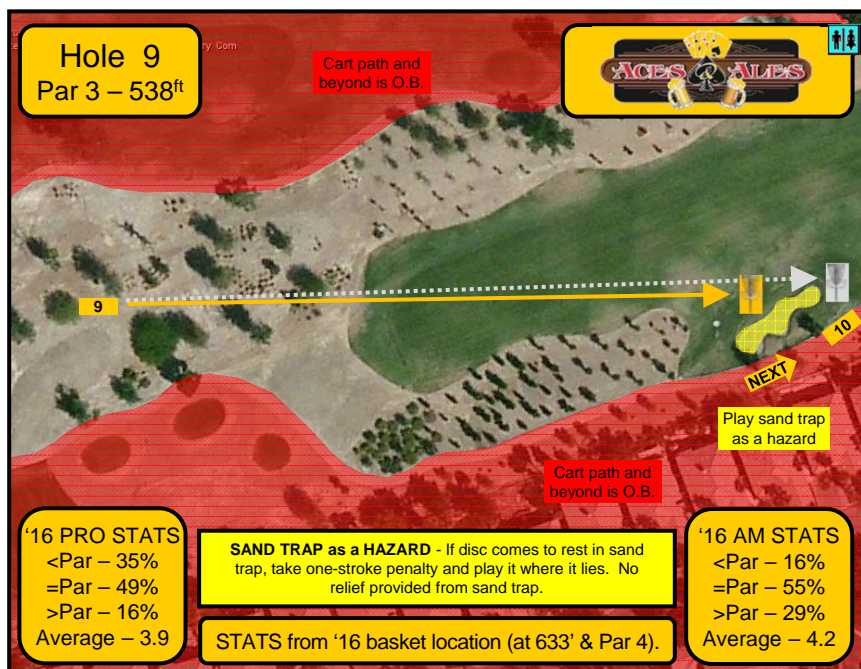 Hole 9
Par 3 – 538ft
Com
ACES & ALES
Cart path and
beyond is O.B.
9
10
NEXT
Play sand trap
as a hazard
Cart path and
beyond is O.B.
‘16 PRO STATS
<Par – 35%
=Par – 49%
>Par – 16%
Average – 3.9
SAND TRAP as a HAZARD - If disc comes to rest in sand
trap, take one-stroke penalty and play it where it lies. No
relief provided from sand trap.
STATS from ‘16 basket location (at 633’ & Par 4).
‘16 AM STATS
<Par – 16%
=Par – 55%
>Par – 29%
Average – 4.2